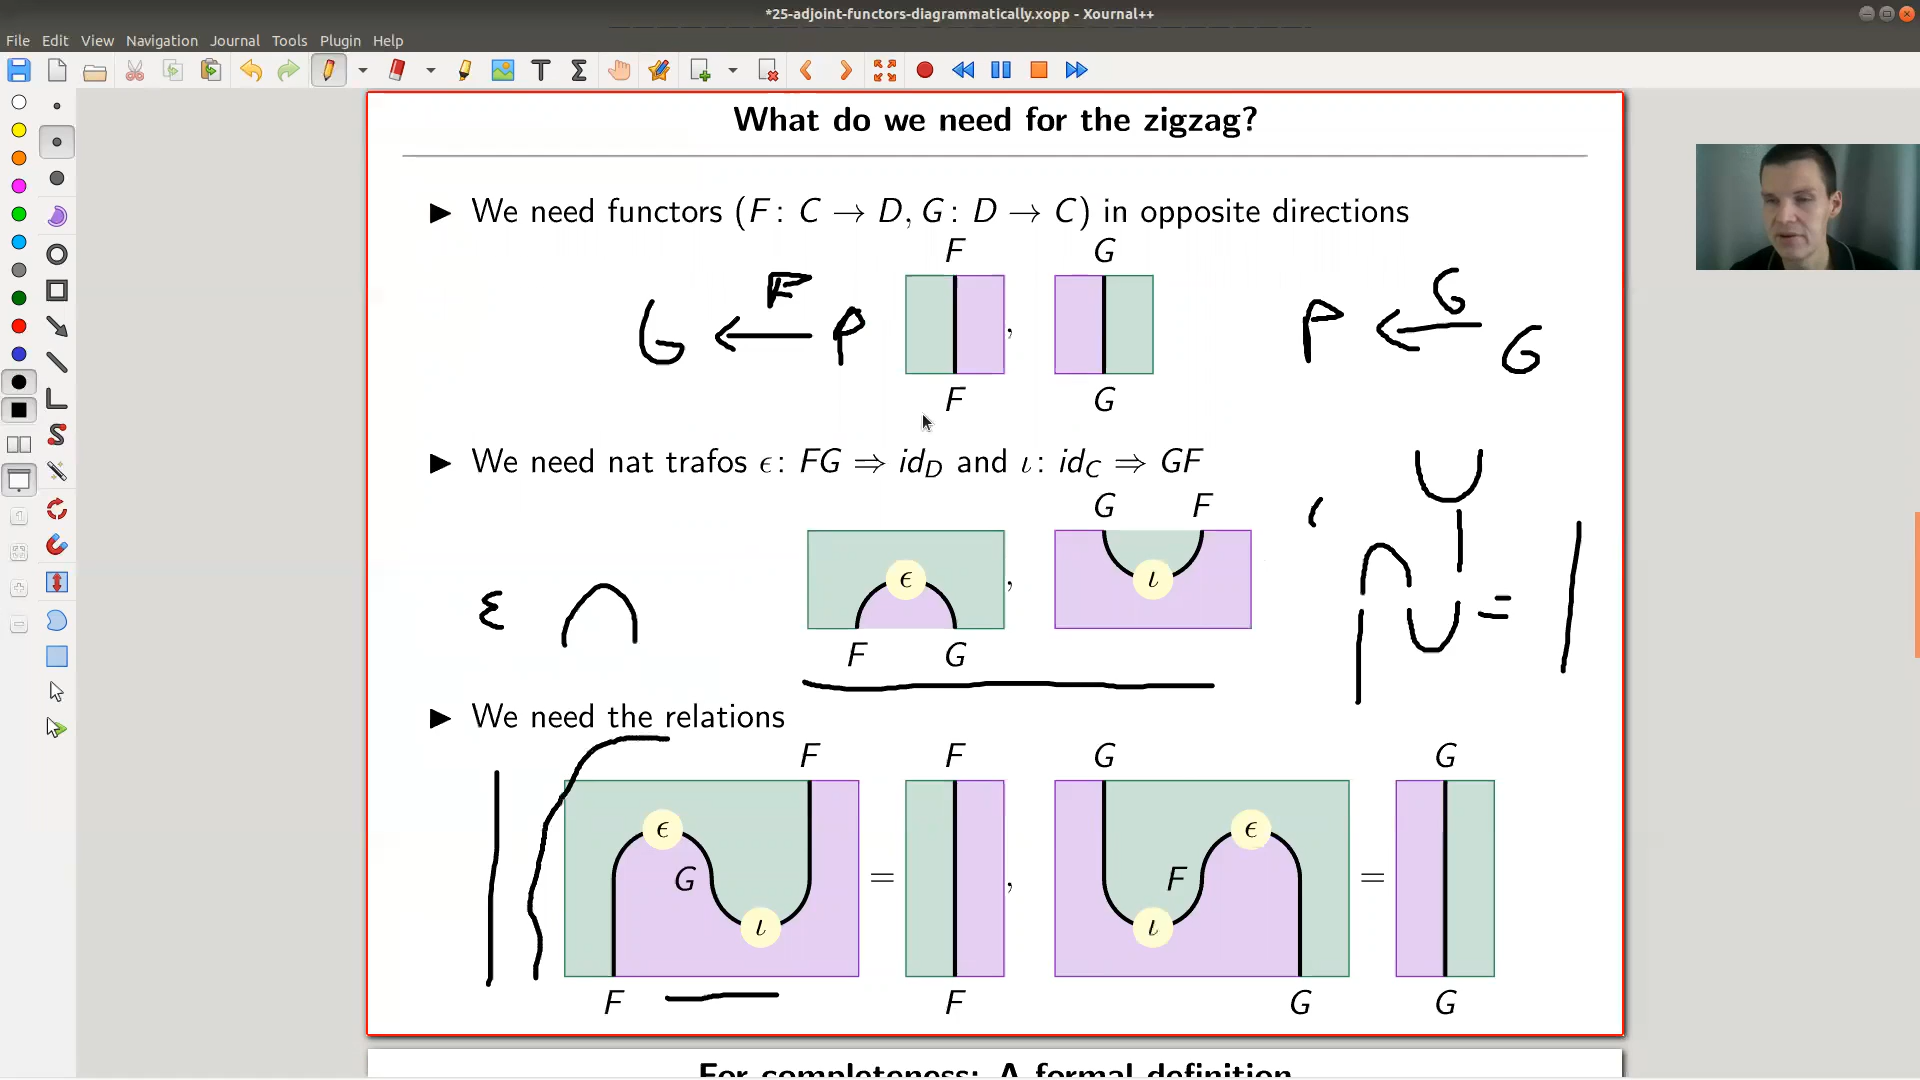 *25-adjoint-functors-diagrammatically.xopp - Xournal++
File Edit View Navigation Journal Tools Plugin Help
What do we need for the zigzag?
▶ We need functors (F: C → D, G: D → C) in opposite directions
F G
G ← F P , P ← G G
F G
▶ We need nat trafos ϵ: FG ⇒ id_D and ι: id_C ⇒ GF
G F
ϵ , ι
ε
F G
=
▶ We need the relations
F F G G
ϵ ϵ
G = , F =
ι ι
F F G G
For completeness: A formal definition